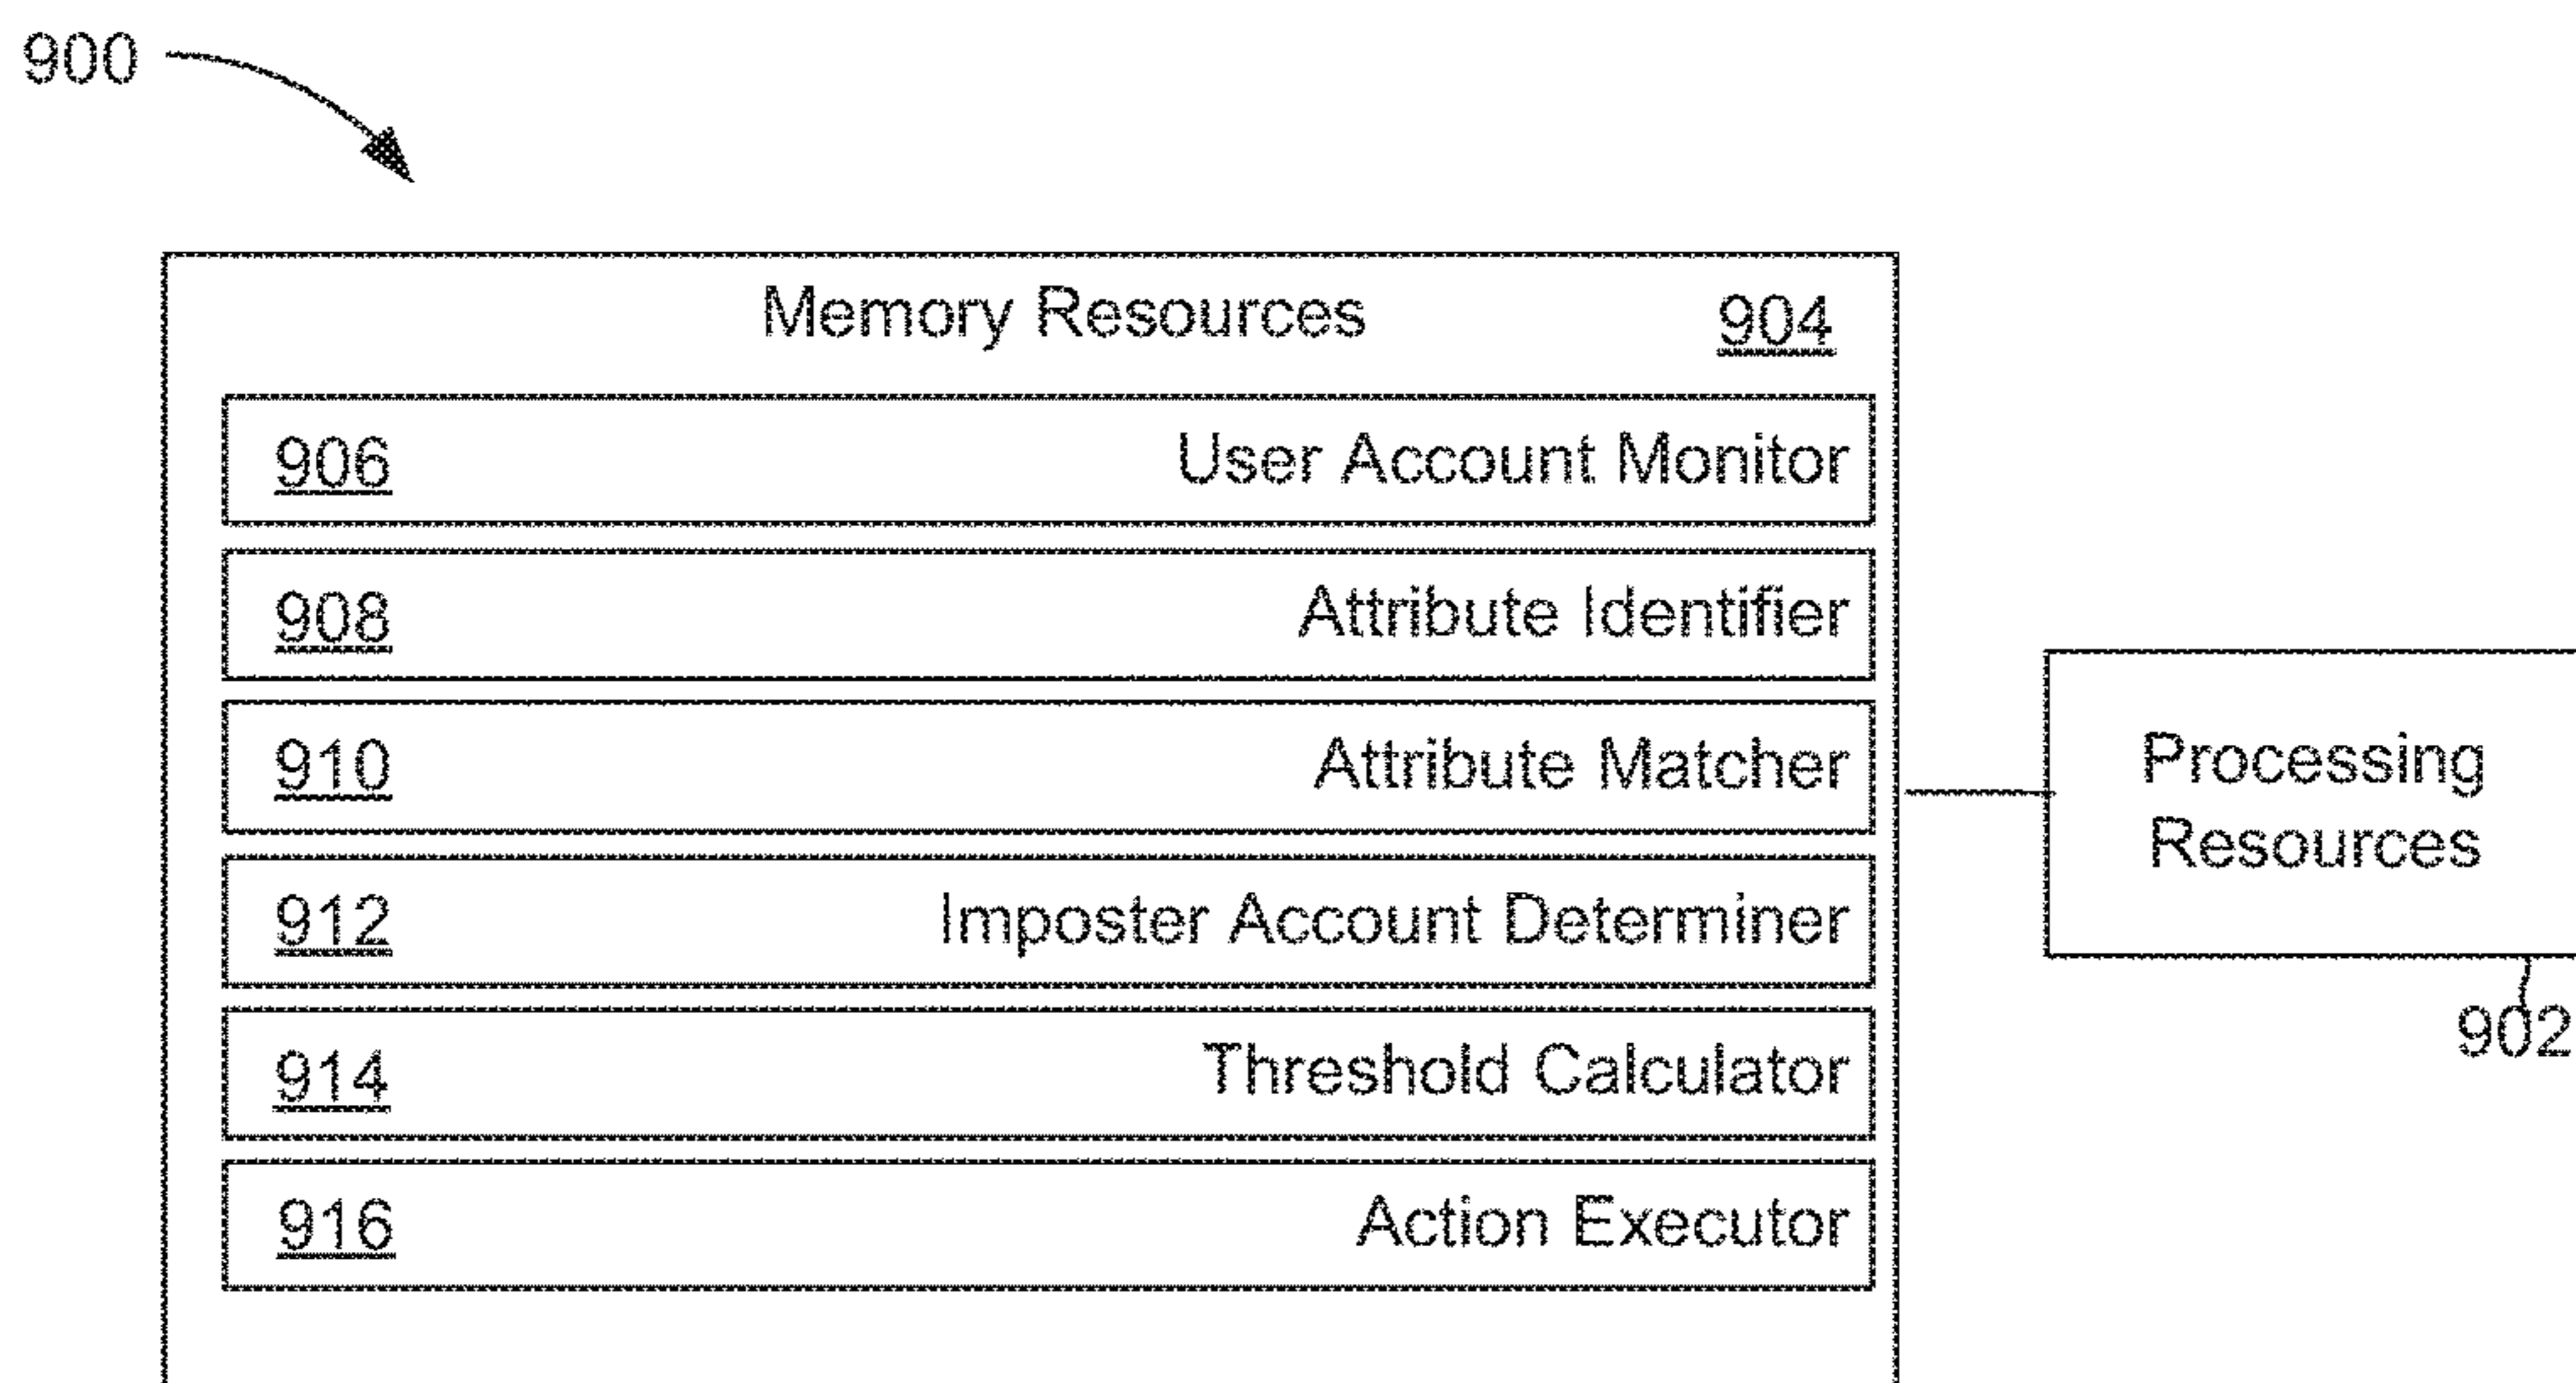 900
Memory Resources 904
906 User Account Monitor
908 Attribute Identifier
910 Attribute Matcher
912 Imposter Account Determiner
914 Threshold Calculator
916 Action Executor
Processing
Resources
902